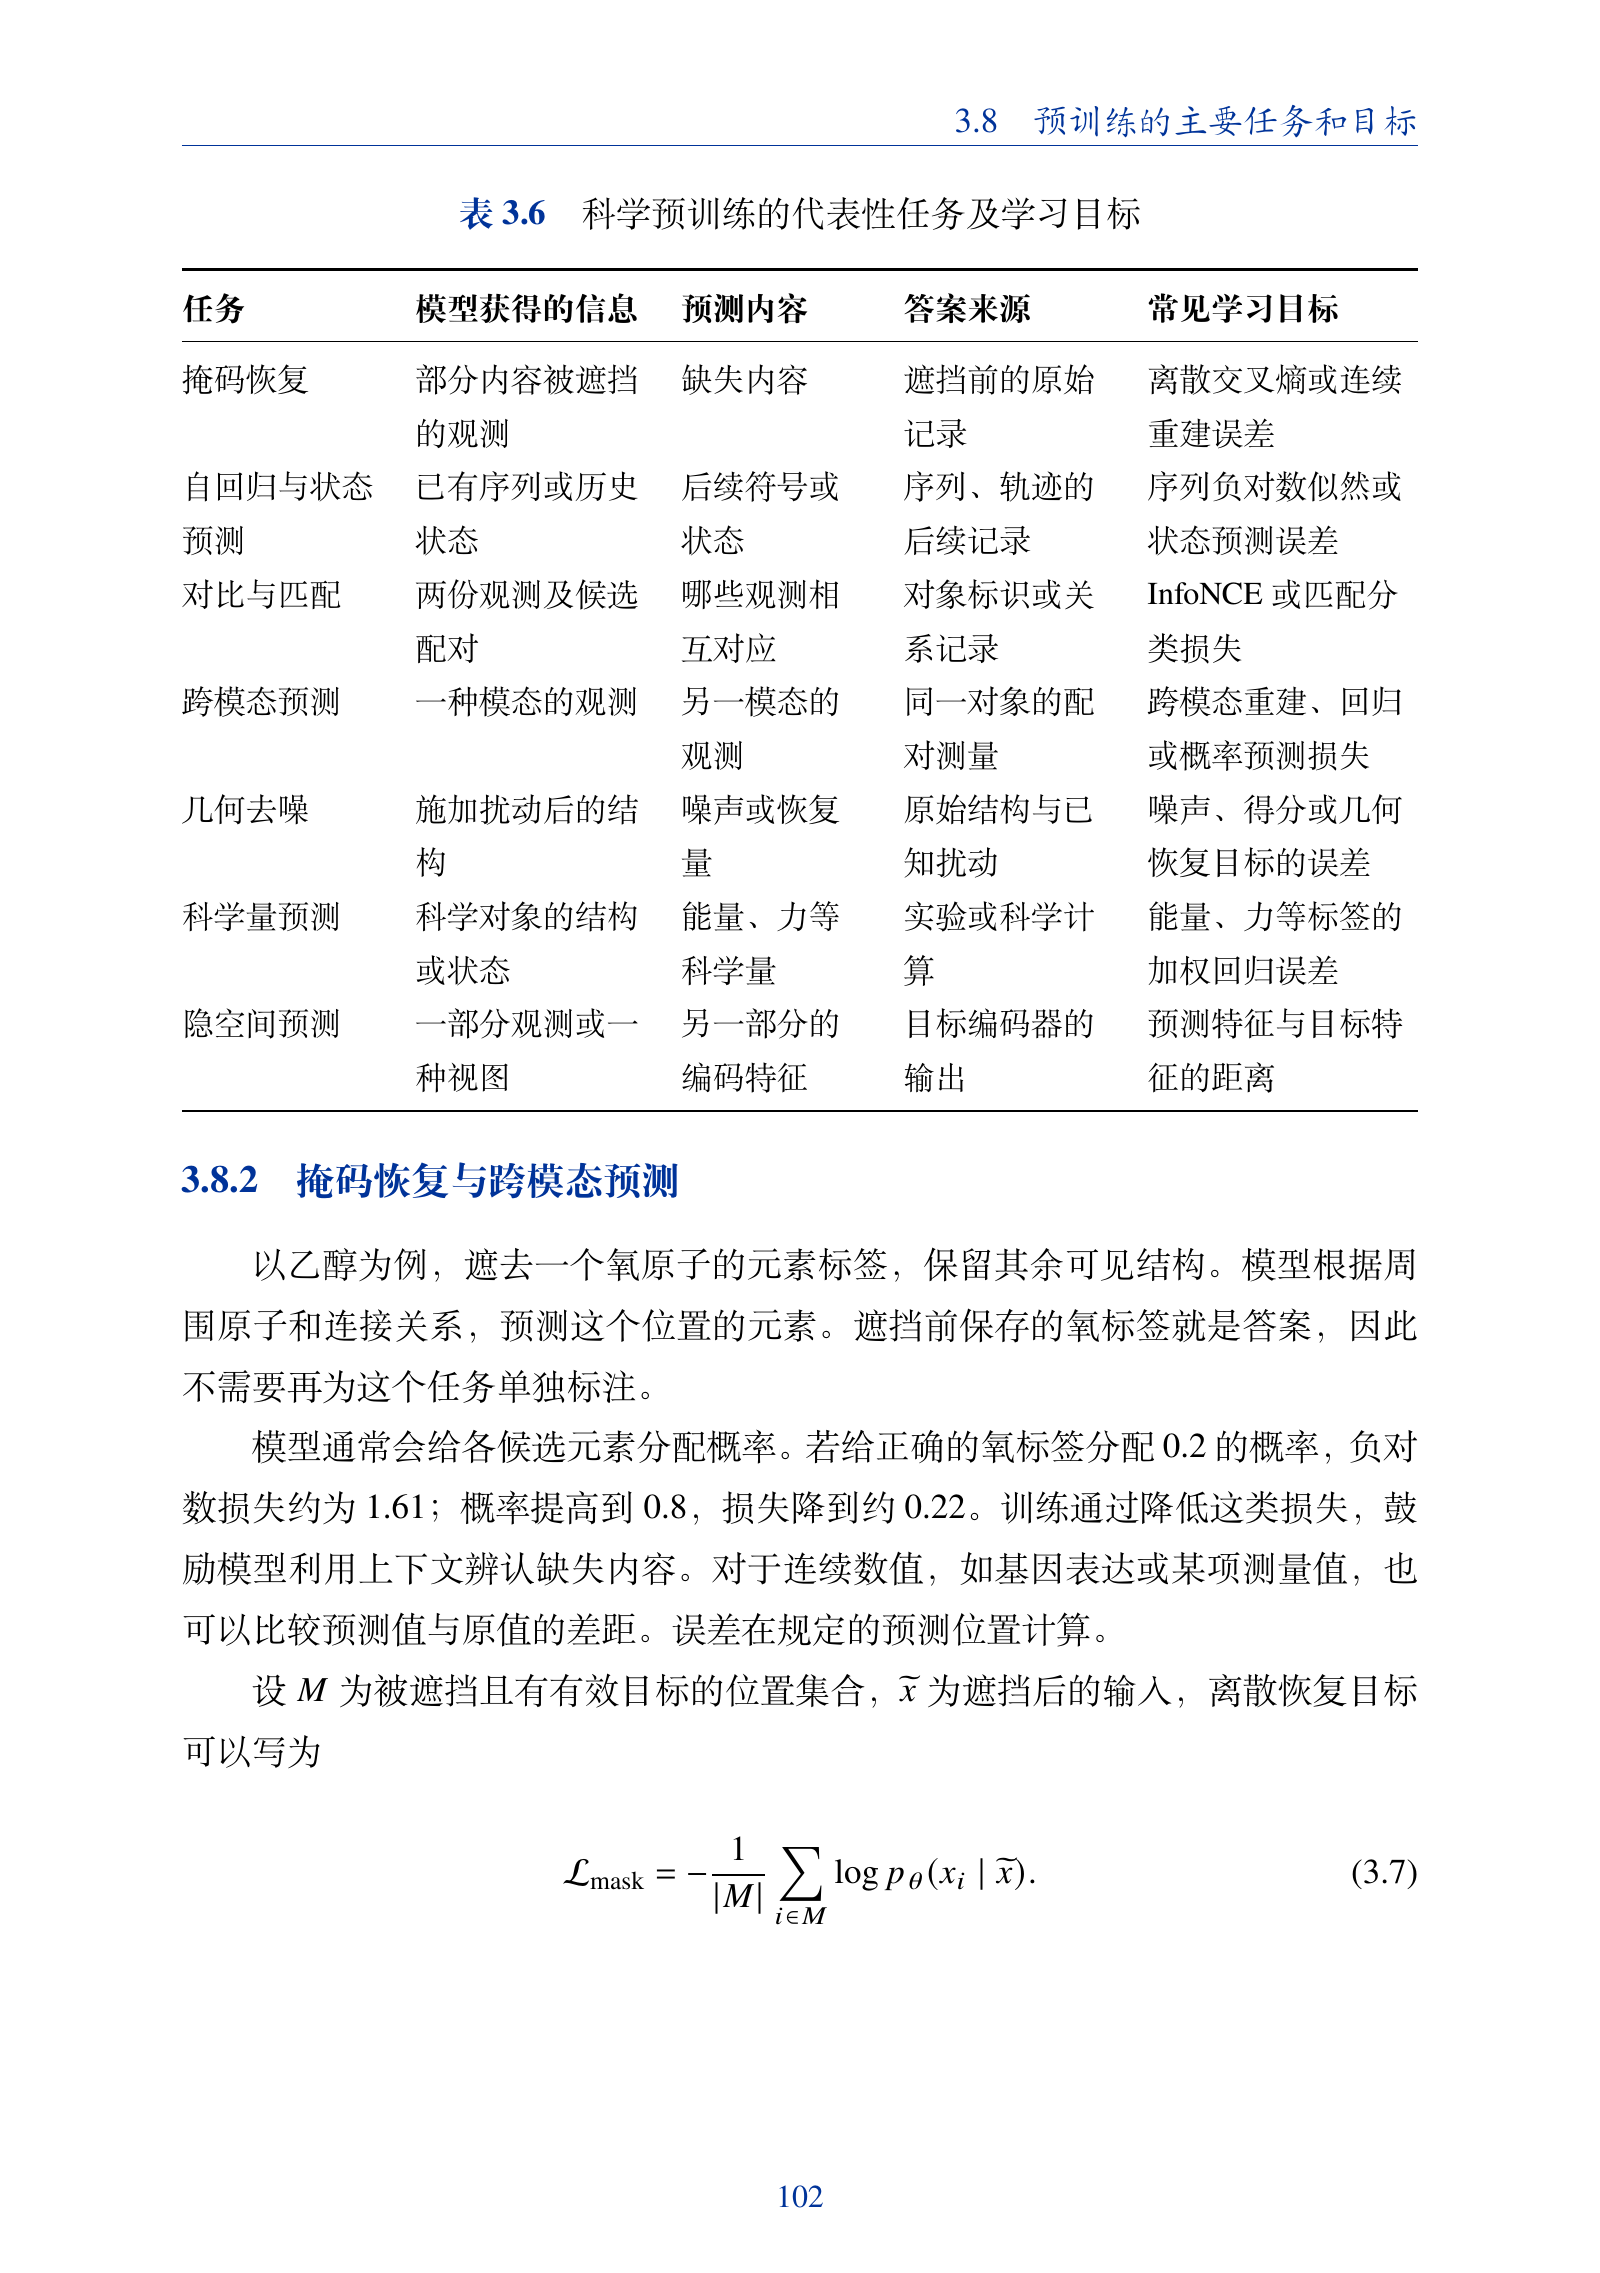 3.8 预训练的主要任务和目标
表 3.6 科学预训练的代表性任务及学习目标
任务 模型获得的信息 预测内容 答案来源 常见学习目标
掩码恢复 部分内容被遮挡 缺失内容 遮挡前的原始 离散交叉熵或连续
的观测 记录 重建误差
自回归与状态 已有序列或历史 后续符号或 序列、轨迹的 序列负对数似然或
预测 状态 状态 后续记录 状态预测误差
对比与匹配 两份观测及候选 哪些观测相 对象标识或关 InfoNCE 或匹配分
配对 互对应 系记录 类损失
跨模态预测 一种模态的观测 另一模态的 同一对象的配 跨模态重建、回归
观测 对测量 或概率预测损失
几何去噪 施加扰动后的结 噪声或恢复 原始结构与已 噪声、得分或几何
构 量 知扰动 恢复目标的误差
科学量预测 科学对象的结构 能量、力等 实验或科学计 能量、力等标签的
或状态 科学量 算 加权回归误差
隐空间预测 一部分观测或一 另一部分的 目标编码器的 预测特征与目标特
种视图 编码特征 输出 征的距离
3.8.2 掩码恢复与跨模态预测
以乙醇为例，遮去一个氧原子的元素标签，保留其余可见结构。模型根据周
围原子和连接关系，预测这个位置的元素。遮挡前保存的氧标签就是答案，因此
不需要再为这个任务单独标注。
模型通常会给各候选元素分配概率。若给正确的氧标签分配 0.2 的概率，负对
数损失约为 1.61；概率提高到 0.8，损失降到约 0.22。训练通过降低这类损失，鼓
励模型利用上下文辨认缺失内容。对于连续数值，如基因表达或某项测量值，也
可以比较预测值与原值的差距。误差在规定的预测位置计算。
设 M 为被遮挡且有有效目标的位置集合，x̃ 为遮挡后的输入，离散恢复目标
可以写为
ℒ_mask = −\frac{1}{|M|} ∑_{i∈M} log p_θ(x_i | x̃). (3.7)
102